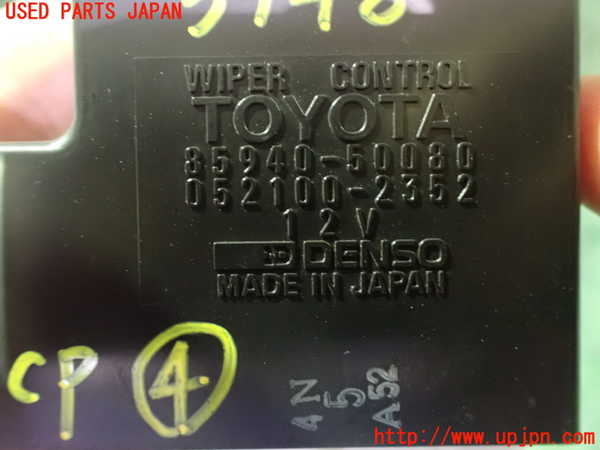 USED PARTS JAPAN
WIPER CONTROL
TOYOTA
85940-50080
052100-2352
12V
DENSO
MADE IN JAPAN
CP 4
4N
5
A52
http://www.upjpn.com